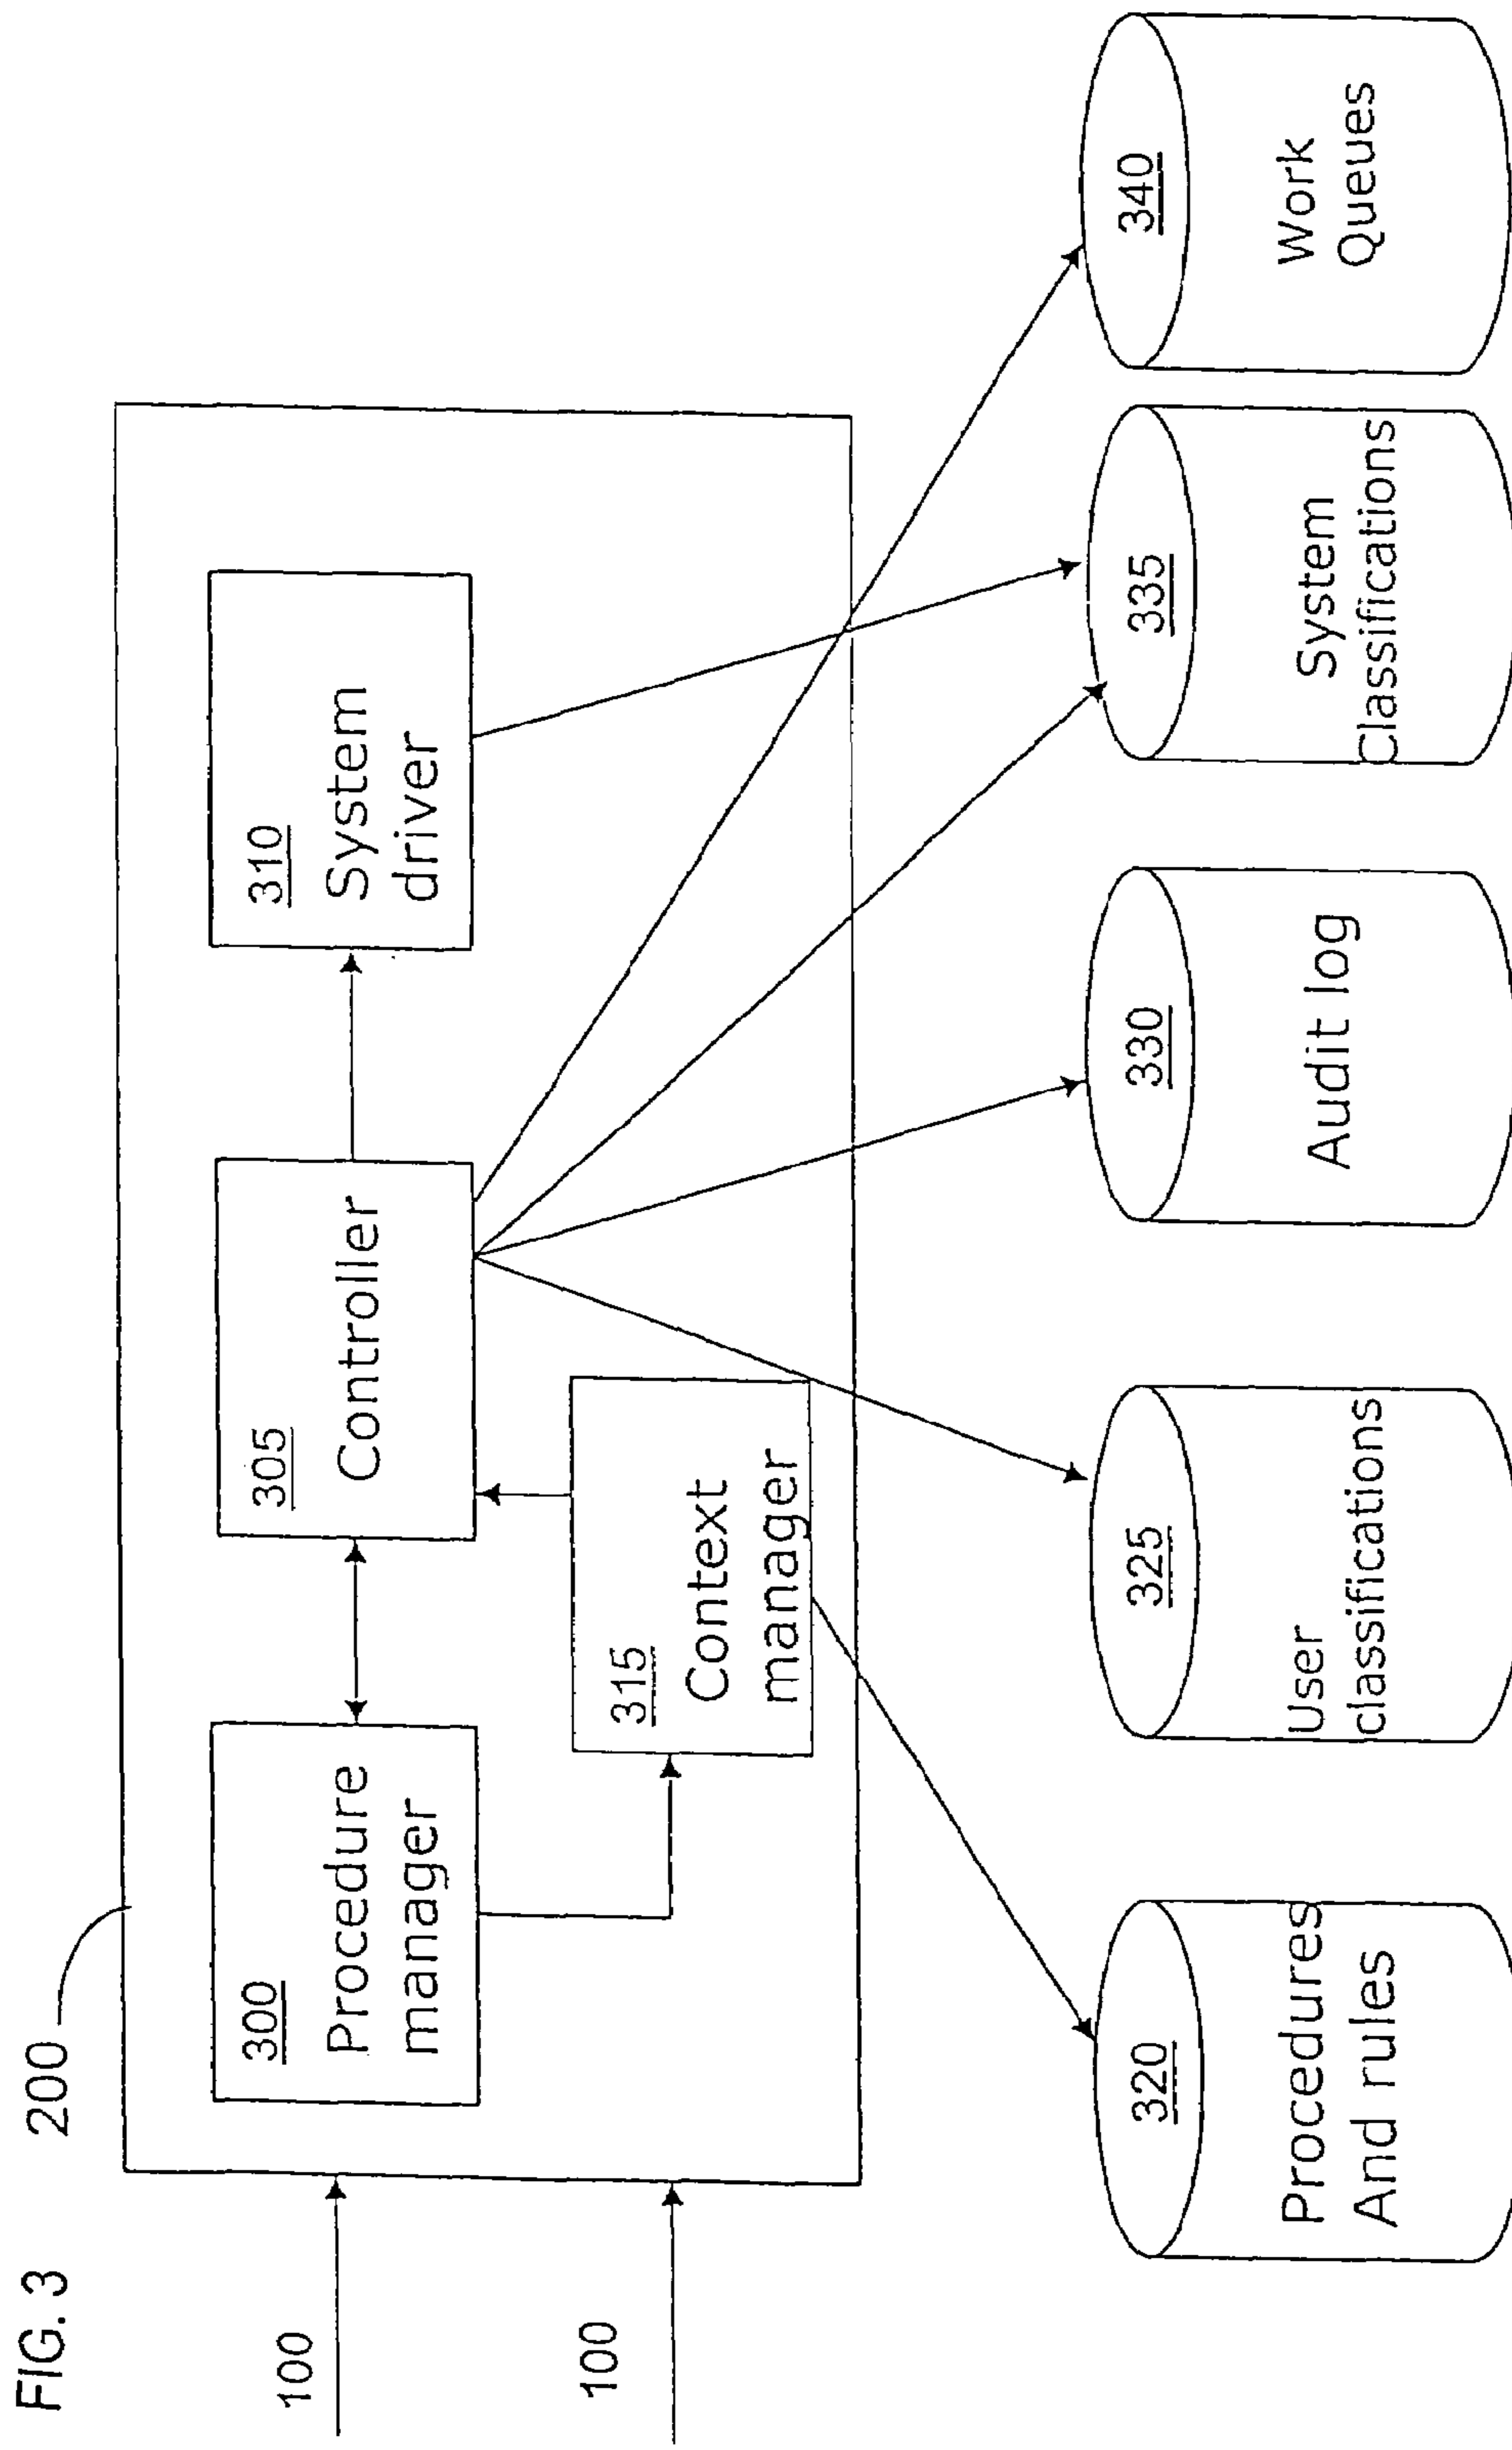 FIG. 3
200
100
100
300
Procedure
manager
305
Controller
310
System
driver
315
Context
manager
320
Procedures
And rules
325
User
classifications
330
Audit log
335
System
Classifications
340
Work
Queues